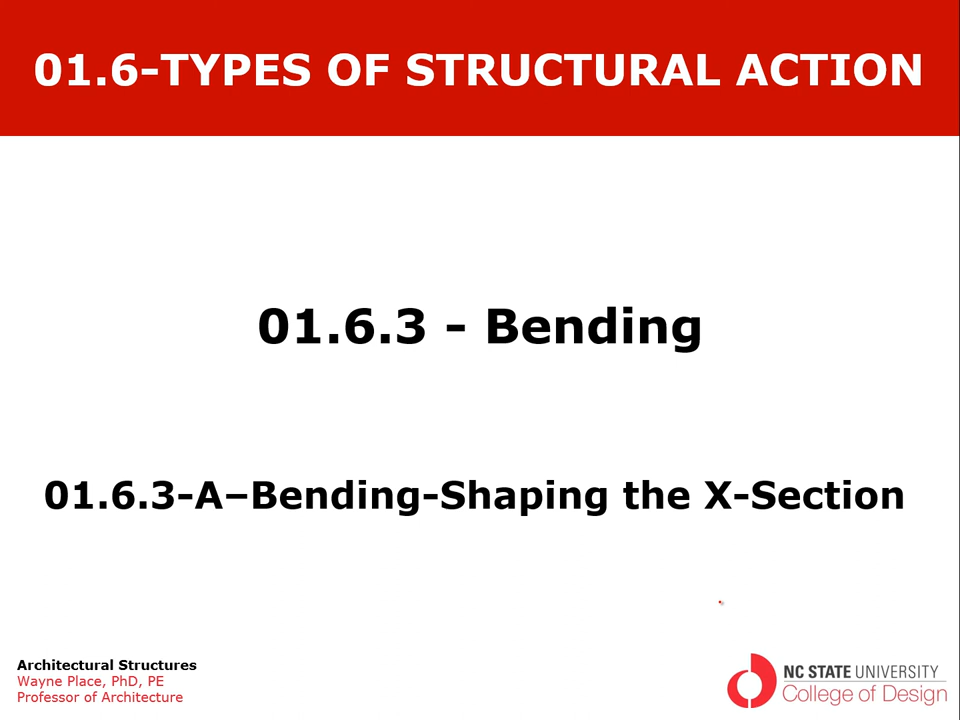 01.6-TYPES OF STRUCTURAL ACTION
01.6.3 - Bending
01.6.3-A–Bending-Shaping the X-Section
Architectural Structures
Wayne Place, PhD, PE
Professor of Architecture
NC STATE UNIVERSITY
College of Design